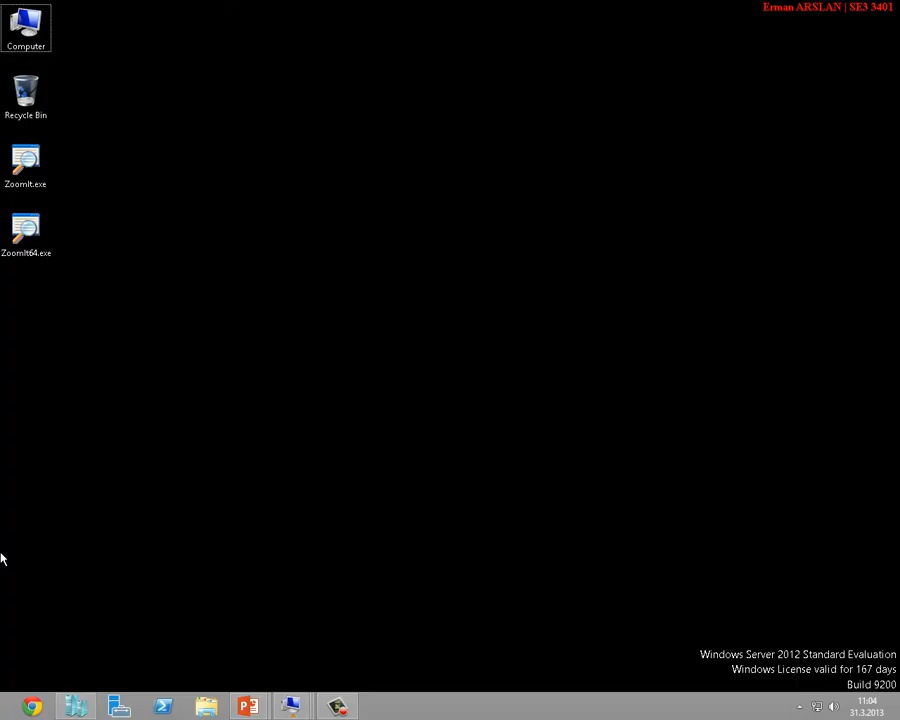 Erman ARSLAN | SE3 3401
Computer
Recycle Bin
ZoomIt.exe
ZoomIt64.exe
Windows Server 2012 Standard Evaluation
Windows License valid for 167 days
Build 9200
11:04
31.3.2013